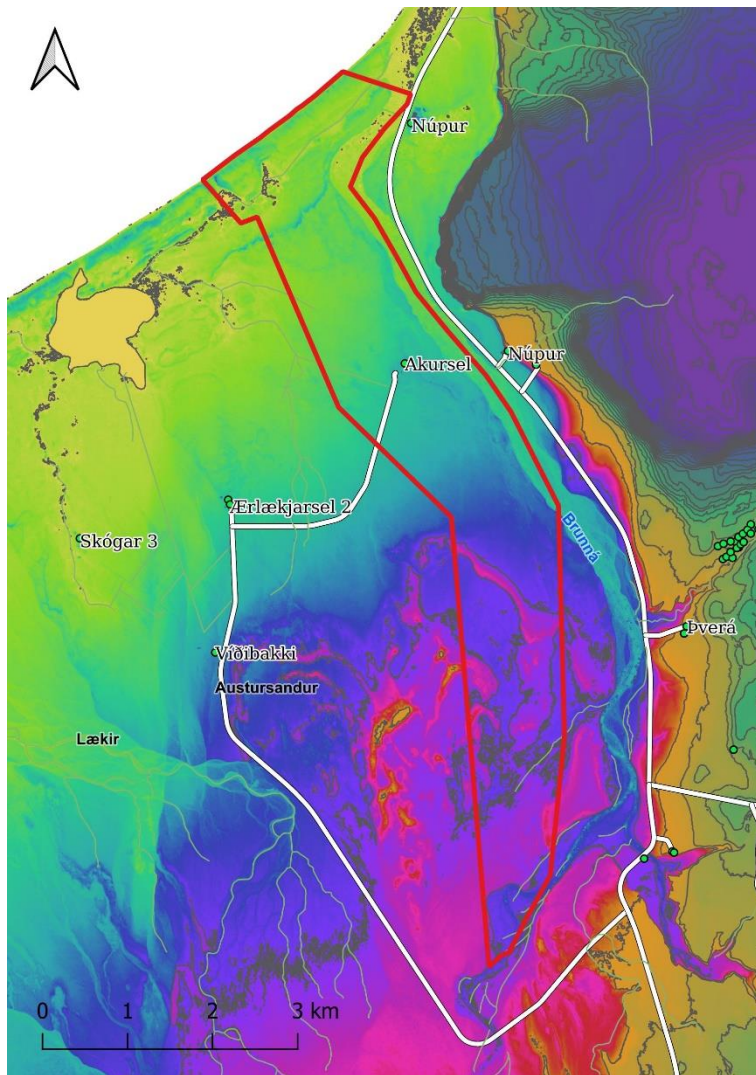 Núpur
Akursel
Núpur
Ærlækjarsel 2
Skógar 3
Brunná
Þverá
Víðibakki
Austursandur
Lækir
0 1 2 3 km